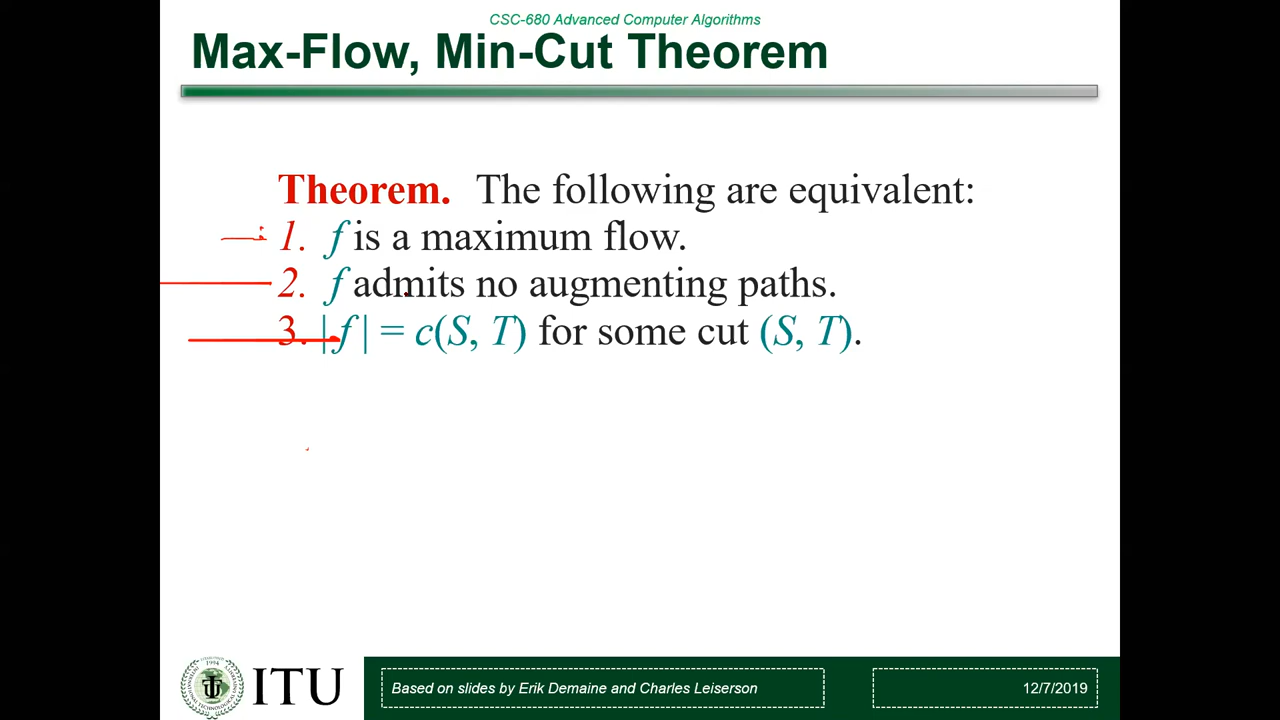 CSC-680 Advanced Computer Algorithms
Max-Flow, Min-Cut Theorem
Theorem. The following are equivalent:
1. f is a maximum flow.
2. f admits no augmenting paths.
3. |f| = c(S, T) for some cut (S, T).
1994
ITU
Based on slides by Erik Demaine and Charles Leiserson
12/7/2019